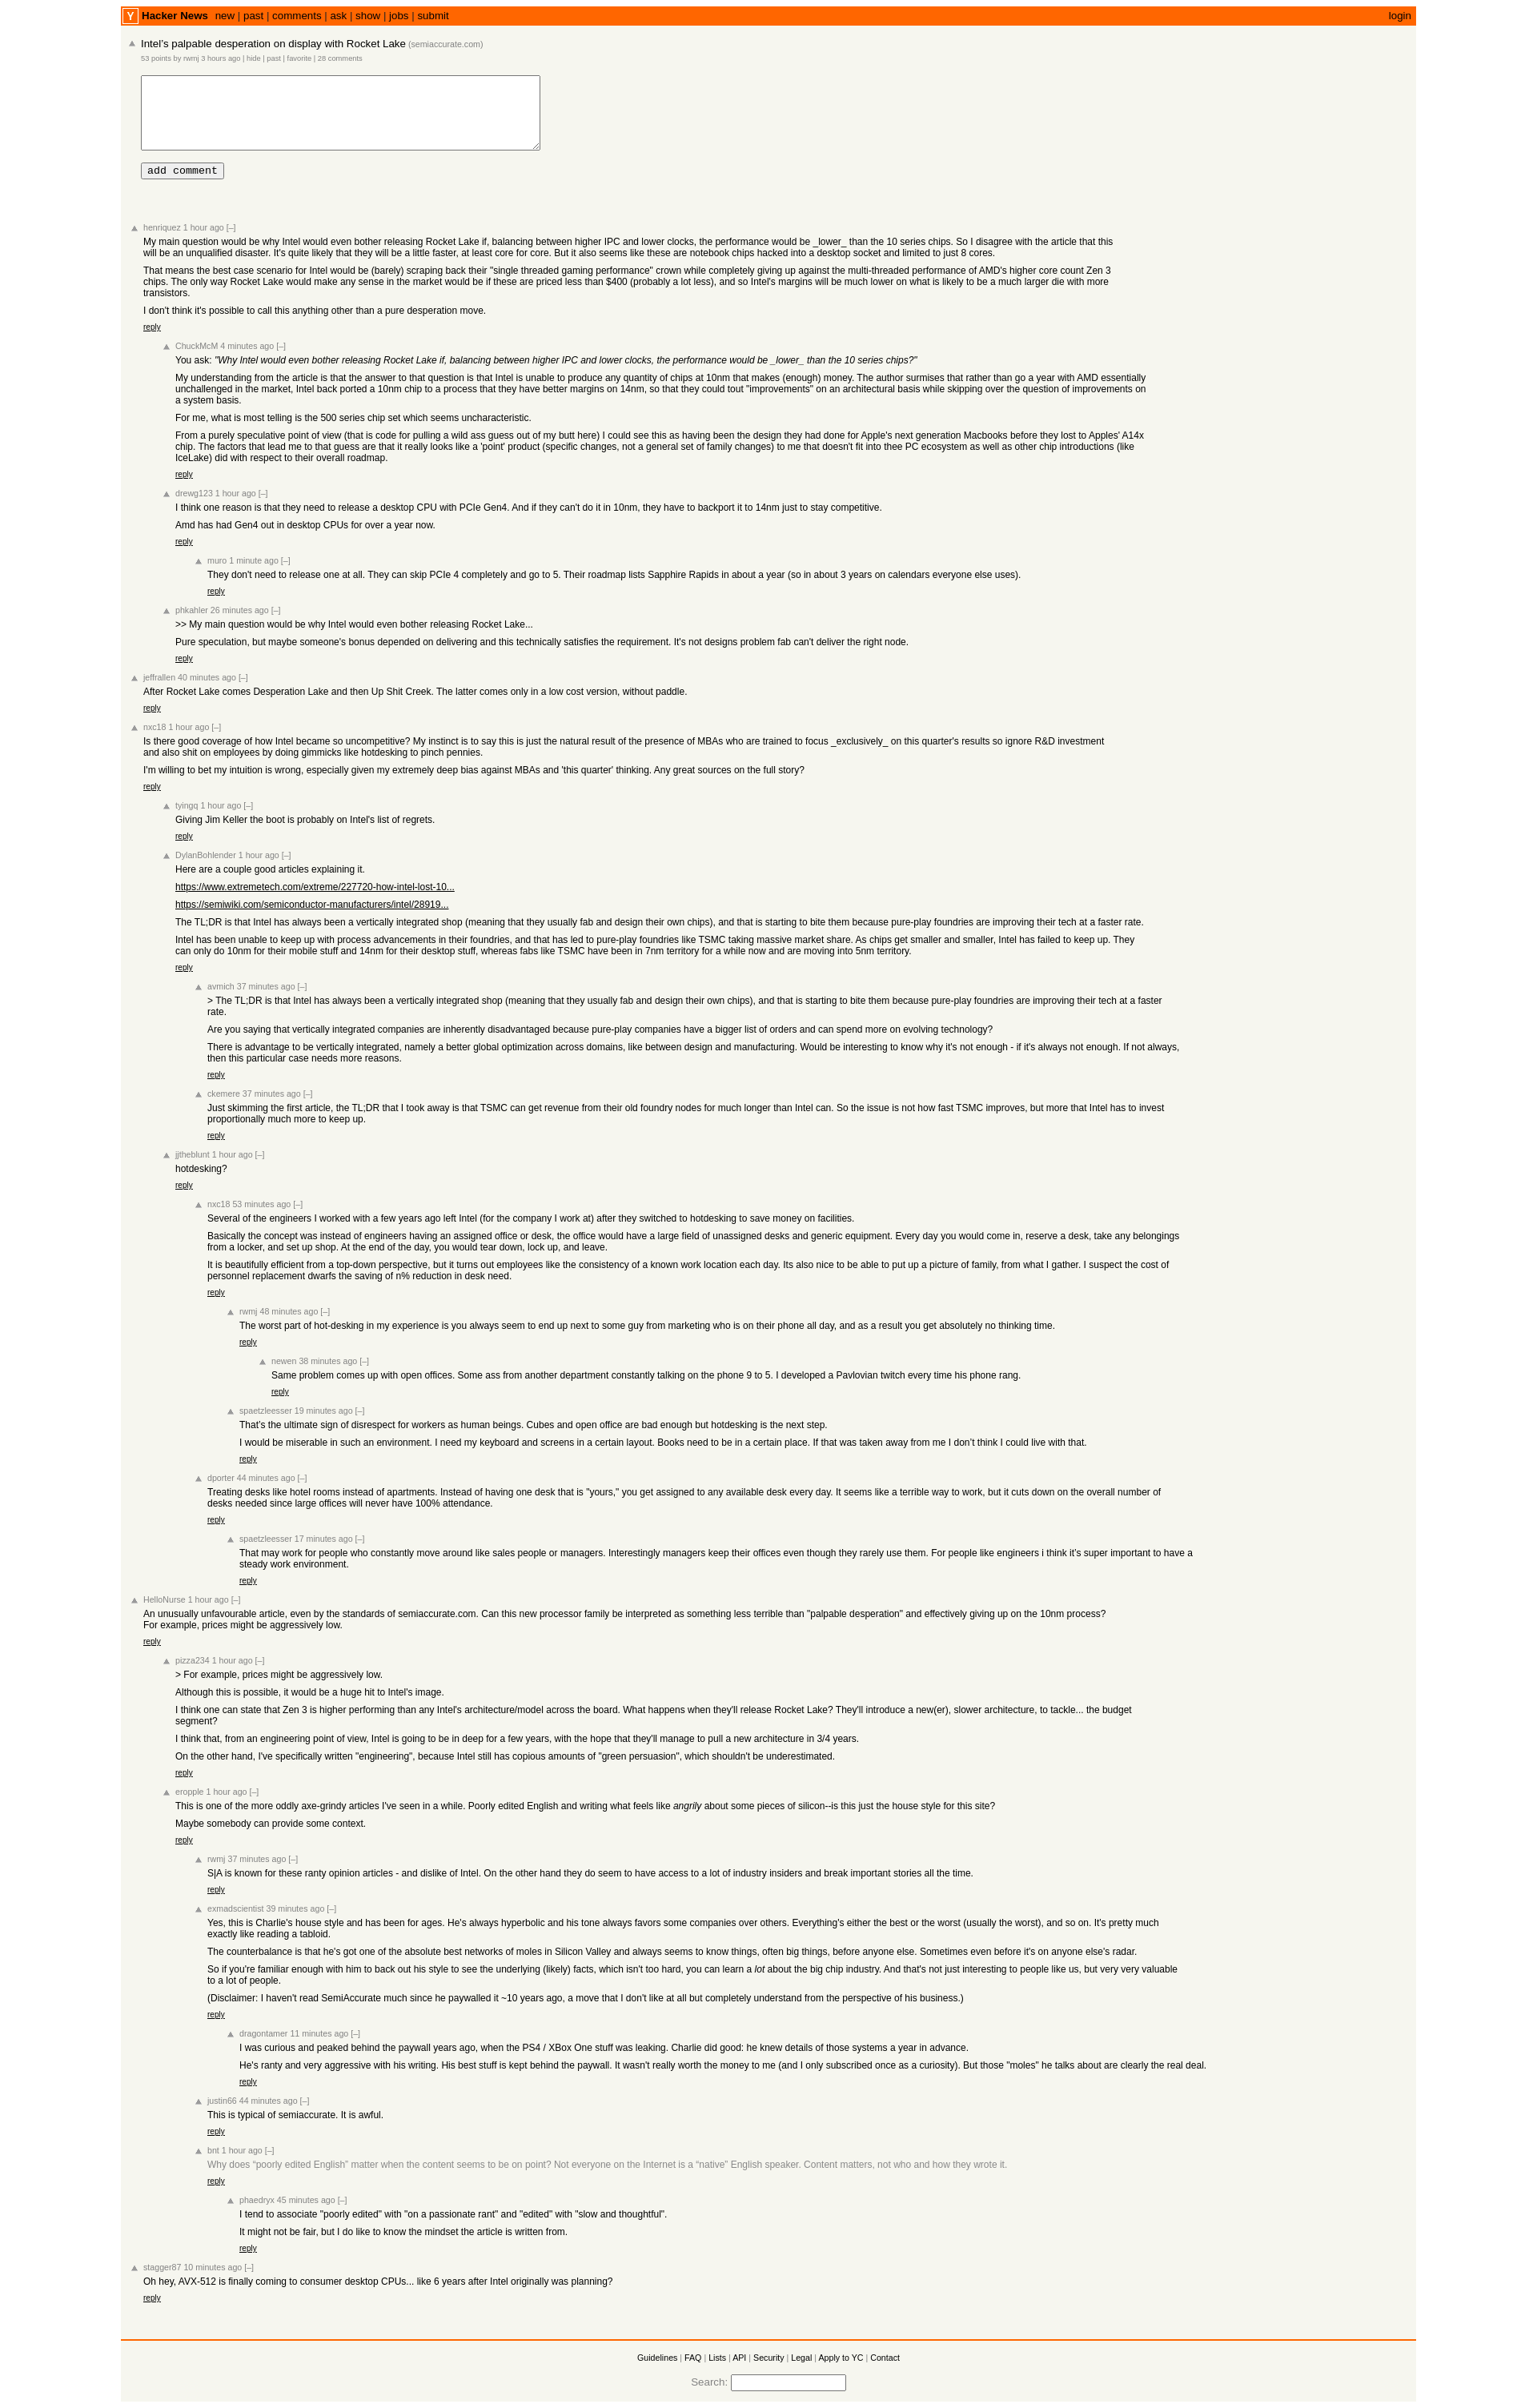 Y Hacker News new | past | comments | ask | show | jobs | submit login
Intel's palpable desperation on display with Rocket Lake (semiaccurate.com)
53 points by rwmj 3 hours ago | hide | past | favorite | 28 comments
add comment
henriquez 1 hour ago [–]
My main question would be why Intel would even bother releasing Rocket Lake if, balancing between higher IPC and lower clocks, the performance would be _lower_ than the 10 series chips. So I disagree with the article that this
will be an unqualified disaster. It's quite likely that they will be a little faster, at least core for core. But it also seems like these are notebook chips hacked into a desktop socket and limited to just 8 cores.
That means the best case scenario for Intel would be (barely) scraping back their "single threaded gaming performance" crown while completely giving up against the multi-threaded performance of AMD's higher core count Zen 3
chips. The only way Rocket Lake would make any sense in the market would be if these are priced less than $400 (probably a lot less), and so Intel's margins will be much lower on what is likely to be a much larger die with more
transistors.
I don't think it's possible to call this anything other than a pure desperation move.
reply
ChuckMcM 4 minutes ago [–]
You ask: "Why Intel would even bother releasing Rocket Lake if, balancing between higher IPC and lower clocks, the performance would be _lower_ than the 10 series chips?"
My understanding from the article is that the answer to that question is that Intel is unable to produce any quantity of chips at 10nm that makes (enough) money. The author surmises that rather than go a year with AMD essentially
unchallenged in the market, Intel back ported a 10nm chip to a process that they have better margins on 14nm, so that they could tout "improvements" on an architectural basis while skipping over the question of improvements on
a system basis.
For me, what is most telling is the 500 series chip set which seems uncharacteristic.
From a purely speculative point of view (that is code for pulling a wild ass guess out of my butt here) I could see this as having been the design they had done for Apple's next generation Macbooks before they lost to Apples' A14x
chip. The factors that lead me to that guess are that it really looks like a 'point' product (specific changes, not a general set of family changes) to me that doesn't fit into thee PC ecosystem as well as other chip introductions (like
IceLake) did with respect to their overall roadmap.
reply
drewg123 1 hour ago [–]
I think one reason is that they need to release a desktop CPU with PCIe Gen4. And if they can't do it in 10nm, they have to backport it to 14nm just to stay competitive.
Amd has had Gen4 out in desktop CPUs for over a year now.
reply
muro 1 minute ago [–]
They don't need to release one at all. They can skip PCIe 4 completely and go to 5. Their roadmap lists Sapphire Rapids in about a year (so in about 3 years on calendars everyone else uses).
reply
phkahler 26 minutes ago [–]
>> My main question would be why Intel would even bother releasing Rocket Lake...
Pure speculation, but maybe someone's bonus depended on delivering and this technically satisfies the requirement. It's not designs problem fab can't deliver the right node.
reply
jeffrallen 40 minutes ago [–]
After Rocket Lake comes Desperation Lake and then Up Shit Creek. The latter comes only in a low cost version, without paddle.
reply
nxc18 1 hour ago [–]
Is there good coverage of how Intel became so uncompetitive? My instinct is to say this is just the natural result of the presence of MBAs who are trained to focus _exclusively_ on this quarter's results so ignore R&D investment
and also shit on employees by doing gimmicks like hotdesking to pinch pennies.
I'm willing to bet my intuition is wrong, especially given my extremely deep bias against MBAs and 'this quarter' thinking. Any great sources on the full story?
reply
tyingq 1 hour ago [–]
Giving Jim Keller the boot is probably on Intel's list of regrets.
reply
DylanBohlender 1 hour ago [–]
Here are a couple good articles explaining it.
https://www.extremetech.com/extreme/227720-how-intel-lost-10...
https://semiwiki.com/semiconductor-manufacturers/intel/28919...
The TL;DR is that Intel has always been a vertically integrated shop (meaning that they usually fab and design their own chips), and that is starting to bite them because pure-play foundries are improving their tech at a faster rate.
Intel has been unable to keep up with process advancements in their foundries, and that has led to pure-play foundries like TSMC taking massive market share. As chips get smaller and smaller, Intel has failed to keep up. They
can only do 10nm for their mobile stuff and 14nm for their desktop stuff, whereas fabs like TSMC have been in 7nm territory for a while now and are moving into 5nm territory.
reply
avmich 37 minutes ago [–]
> The TL;DR is that Intel has always been a vertically integrated shop (meaning that they usually fab and design their own chips), and that is starting to bite them because pure-play foundries are improving their tech at a faster
rate.
Are you saying that vertically integrated companies are inherently disadvantaged because pure-play companies have a bigger list of orders and can spend more on evolving technology?
There is advantage to be vertically integrated, namely a better global optimization across domains, like between design and manufacturing. Would be interesting to know why it's not enough - if it's always not enough. If not always,
then this particular case needs more reasons.
reply
ckemere 37 minutes ago [–]
Just skimming the first article, the TL;DR that I took away is that TSMC can get revenue from their old foundry nodes for much longer than Intel can. So the issue is not how fast TSMC improves, but more that Intel has to invest
proportionally much more to keep up.
reply
jjtheblunt 1 hour ago [–]
hotdesking?
reply
nxc18 53 minutes ago [–]
Several of the engineers I worked with a few years ago left Intel (for the company I work at) after they switched to hotdesking to save money on facilities.
Basically the concept was instead of engineers having an assigned office or desk, the office would have a large field of unassigned desks and generic equipment. Every day you would come in, reserve a desk, take any belongings
from a locker, and set up shop. At the end of the day, you would tear down, lock up, and leave.
It is beautifully efficient from a top-down perspective, but it turns out employees like the consistency of a known work location each day. Its also nice to be able to put up a picture of family, from what I gather. I suspect the cost of
personnel replacement dwarfs the saving of n% reduction in desk need.
reply
rwmj 48 minutes ago [–]
The worst part of hot-desking in my experience is you always seem to end up next to some guy from marketing who is on their phone all day, and as a result you get absolutely no thinking time.
reply
newen 38 minutes ago [–]
Same problem comes up with open offices. Some ass from another department constantly talking on the phone 9 to 5. I developed a Pavlovian twitch every time his phone rang.
reply
spaetzleesser 19 minutes ago [–]
That's the ultimate sign of disrespect for workers as human beings. Cubes and open office are bad enough but hotdesking is the next step.
I would be miserable in such an environment. I need my keyboard and screens in a certain layout. Books need to be in a certain place. If that was taken away from me I don't think I could live with that.
reply
dporter 44 minutes ago [–]
Treating desks like hotel rooms instead of apartments. Instead of having one desk that is "yours," you get assigned to any available desk every day. It seems like a terrible way to work, but it cuts down on the overall number of
desks needed since large offices will never have 100% attendance.
reply
spaetzleesser 17 minutes ago [–]
That may work for people who constantly move around like sales people or managers. Interestingly managers keep their offices even though they rarely use them. For people like engineers i think it's super important to have a
steady work environment.
reply
HelloNurse 1 hour ago [–]
An unusually unfavourable article, even by the standards of semiaccurate.com. Can this new processor family be interpreted as something less terrible than "palpable desperation" and effectively giving up on the 10nm process?
For example, prices might be aggressively low.
reply
pizza234 1 hour ago [–]
> For example, prices might be aggressively low.
Although this is possible, it would be a huge hit to Intel's image.
I think one can state that Zen 3 is higher performing than any Intel's architecture/model across the board. What happens when they'll release Rocket Lake? They'll introduce a new(er), slower architecture, to tackle... the budget
segment?
I think that, from an engineering point of view, Intel is going to be in deep for a few years, with the hope that they'll manage to pull a new architecture in 3/4 years.
On the other hand, I've specifically written "engineering", because Intel still has copious amounts of "green persuasion", which shouldn't be underestimated.
reply
eropple 1 hour ago [–]
This is one of the more oddly axe-grindy articles I've seen in a while. Poorly edited English and writing what feels like angrily about some pieces of silicon--is this just the house style for this site?
Maybe somebody can provide some context.
reply
rwmj 37 minutes ago [–]
S|A is known for these ranty opinion articles - and dislike of Intel. On the other hand they do seem to have access to a lot of industry insiders and break important stories all the time.
reply
exmadscientist 39 minutes ago [–]
Yes, this is Charlie's house style and has been for ages. He's always hyperbolic and his tone always favors some companies over others. Everything's either the best or the worst (usually the worst), and so on. It's pretty much
exactly like reading a tabloid.
The counterbalance is that he's got one of the absolute best networks of moles in Silicon Valley and always seems to know things, often big things, before anyone else. Sometimes even before it's on anyone else's radar.
So if you're familiar enough with him to back out his style to see the underlying (likely) facts, which isn't too hard, you can learn a lot about the big chip industry. And that's not just interesting to people like us, but very very valuable
to a lot of people.
(Disclaimer: I haven't read SemiAccurate much since he paywalled it ~10 years ago, a move that I don't like at all but completely understand from the perspective of his business.)
reply
dragontamer 11 minutes ago [–]
I was curious and peaked behind the paywall years ago, when the PS4 / XBox One stuff was leaking. Charlie did good: he knew details of those systems a year in advance.
He's ranty and very aggressive with his writing. His best stuff is kept behind the paywall. It wasn't really worth the money to me (and I only subscribed once as a curiosity). But those "moles" he talks about are clearly the real deal.
reply
justin66 44 minutes ago [–]
This is typical of semiaccurate. It is awful.
reply
bnt 1 hour ago [–]
Why does “poorly edited English” matter when the content seems to be on point? Not everyone on the Internet is a “native” English speaker. Content matters, not who and how they wrote it.
reply
phaedryx 45 minutes ago [–]
I tend to associate "poorly edited" with "on a passionate rant" and "edited" with "slow and thoughtful".
It might not be fair, but I do like to know the mindset the article is written from.
reply
stagger87 10 minutes ago [–]
Oh hey, AVX-512 is finally coming to consumer desktop CPUs... like 6 years after Intel originally was planning?
reply
Guidelines | FAQ | Lists | API | Security | Legal | Apply to YC | Contact
Search: